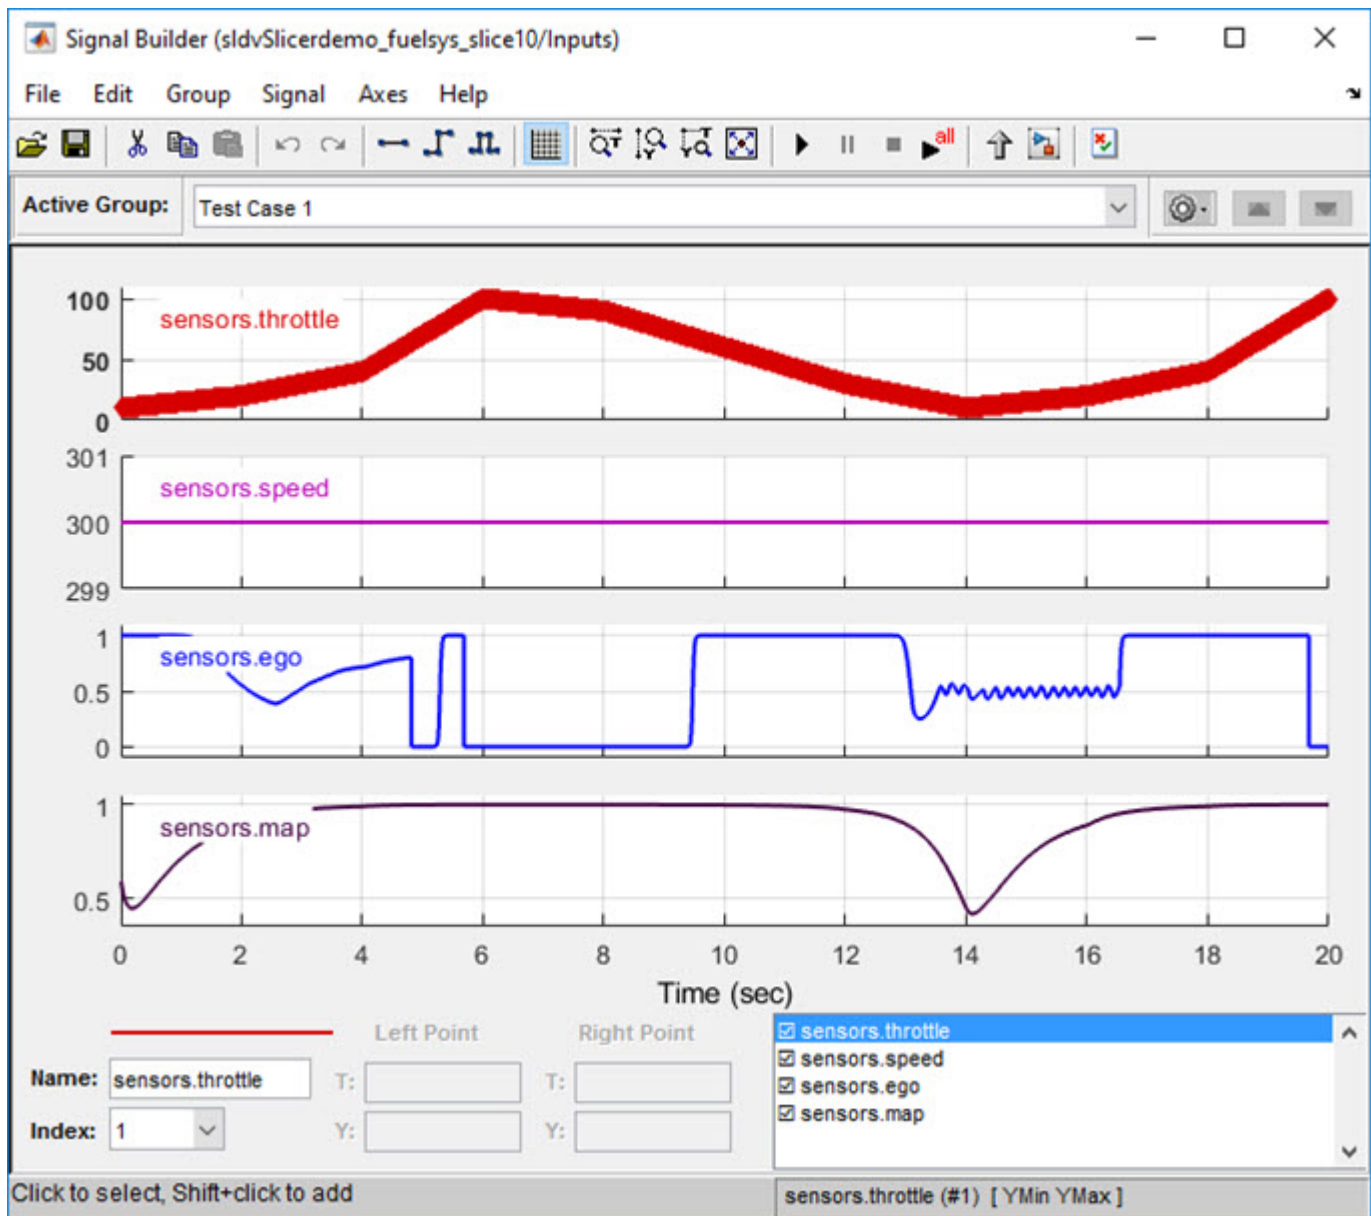 Signal Builder (sldvSlicerdemo_fuelsys_slice10/Inputs)
File Edit Group Signal Axes Help
all
Active Group: Test Case 1
100
sensors.throttle
50
0
301
sensors.speed
300
299
1
sensors.ego
0.5
0
1
sensors.map
0.5
0 2 4 6 8 10 12 14 16 18 20
Time (sec)
Left Point Right Point
Name: sensors.throttle T: T:
Index: 1 Y: Y:
sensors.throttle
sensors.speed
sensors.ego
sensors.map
Click to select, Shift+click to add
sensors.throttle (#1) [ YMin YMax ]